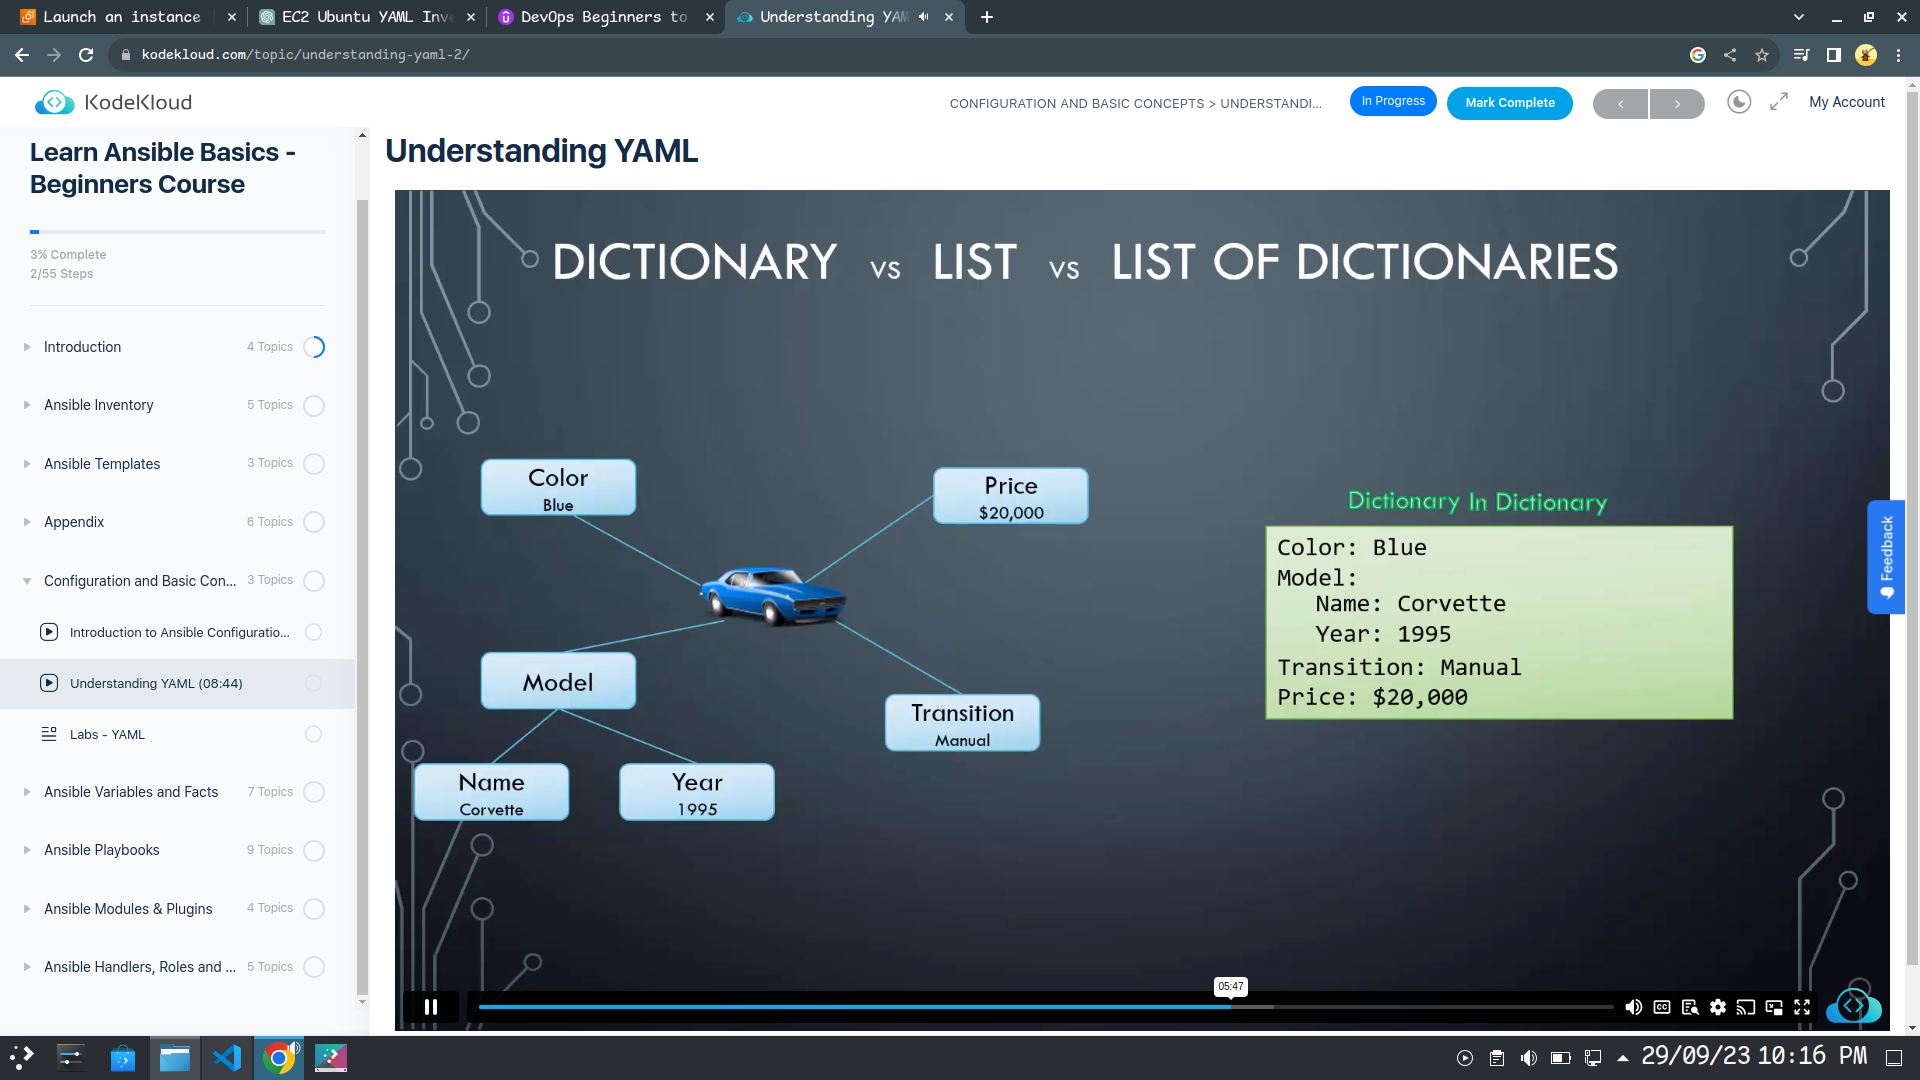 Launch an instance
EC2 Ubuntu YAML Inve
DevOps Beginners to
Understanding YAM
kodekloud.com/topic/understanding-yaml-2/
KodeKloud
CONFIGURATION AND BASIC CONCEPTS > UNDERSTANDI...
In Progress
Mark Complete
My Account
Learn Ansible Basics -
Beginners Course
3% Complete
2/55 Steps
Introduction 4 Topics
Ansible Inventory 5 Topics
Ansible Templates 3 Topics
Appendix 6 Topics
Configuration and Basic Con... 3 Topics
Introduction to Ansible Configuratio...
Understanding YAML (08:44)
Labs - YAML
Ansible Variables and Facts 7 Topics
Ansible Playbooks 9 Topics
Ansible Modules & Plugins 4 Topics
Ansible Handlers, Roles and ... 5 Topics
Understanding YAML
DICTIONARY vs LIST vs LIST OF DICTIONARIES
Color
Blue
Price
$20,000
Model
Transition
Manual
Name
Corvette
Year
1995
Dictionary In Dictionary
Color: Blue
Model:
Name: Corvette
Year: 1995
Transition: Manual
Price: $20,000
Feedback
05:47
CC
29/09/23 10:16 PM